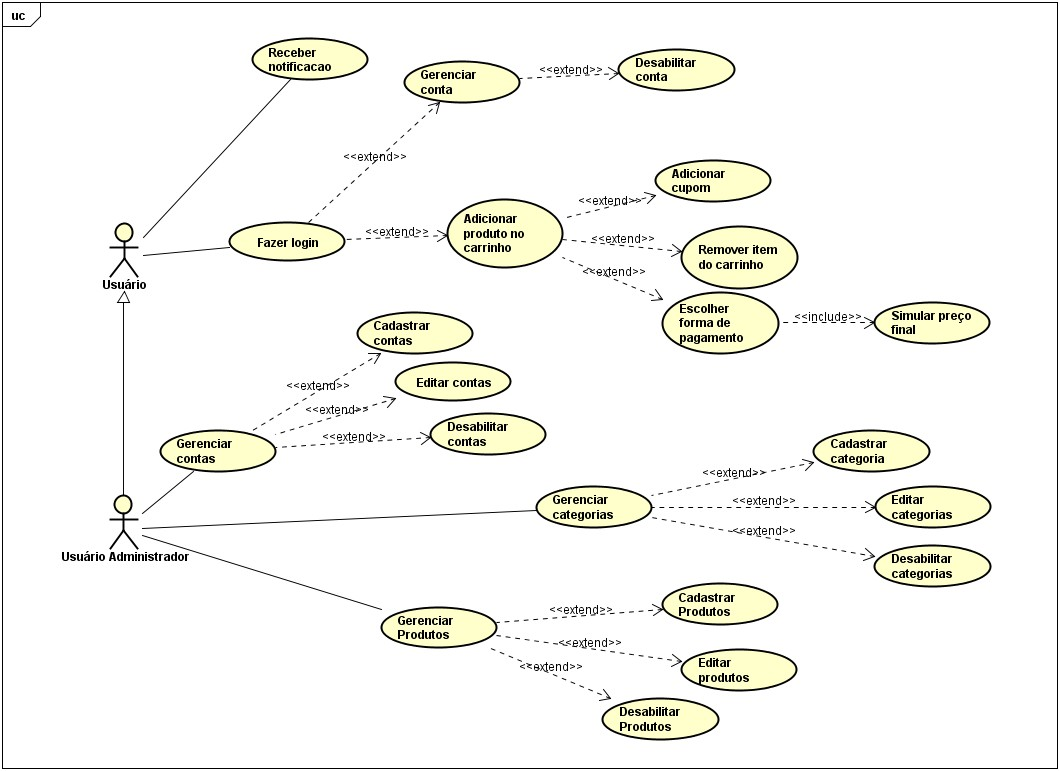 uc
Receber
notificacao
Gerenciar
conta
<<extend>>
Desabilitar
conta
<<extend>>
Adicionar
cupom
<<extend>>
Usuário
Fazer login
<<extend>>
Adicionar
produto no
carrinho
<<extend>>
Remover item
do carrinho
<<extend>>
Escolher
forma de
pagamento
<<include>>
Simular preço
final
Cadastrar
contas
<<extend>>
Editar contas
<<extend>>
Desabilitar
contas
<<extend>>
Gerenciar
contas
Cadastrar
categoria
<<extend>>
Gerenciar
categorias
<<extend>>
Editar
categorias
<<extend>>
Desabilitar
categorias
Usuário Administrador
Cadastrar
Produtos
<<extend>>
Gerenciar
Produtos
<<extend>>
Editar
produtos
<<extend>>
Desabilitar
Produtos